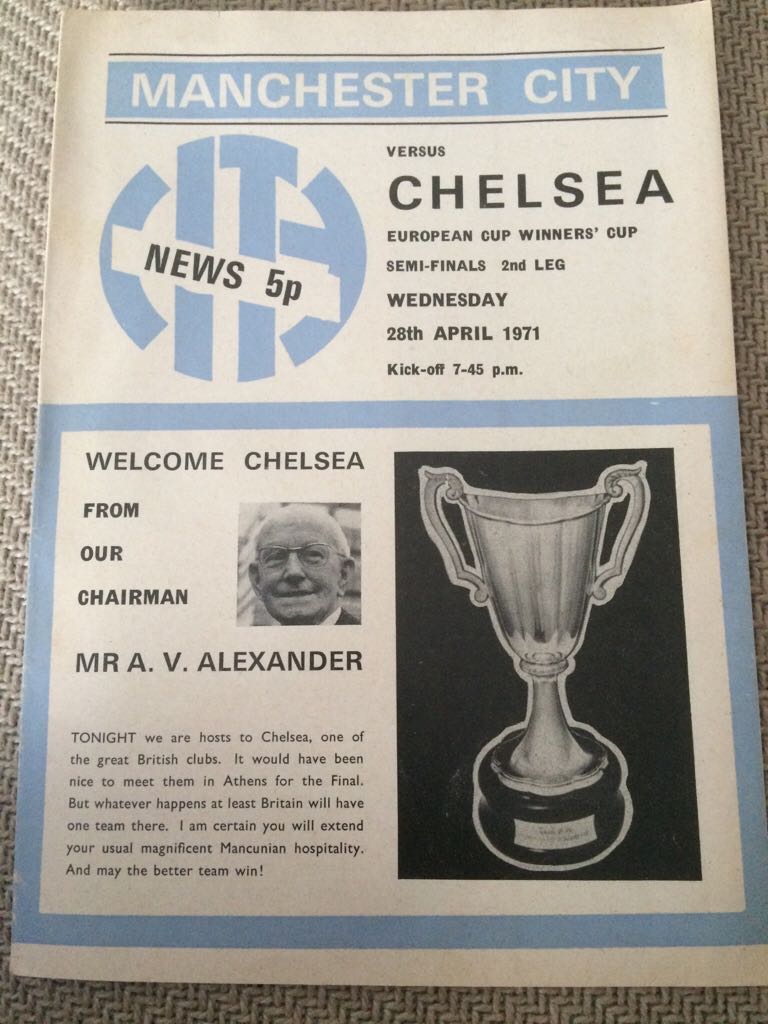 MANCHESTER CITY
CITY
NEWS 5p
VERSUS
CHELSEA
EUROPEAN CUP WINNERS' CUP
SEMI-FINALS 2nd LEG
WEDNESDAY
28th APRIL 1971
Kick-off 7-45 p.m.
WELCOME CHELSEA
FROM
OUR
CHAIRMAN
MR A. V. ALEXANDER
TONIGHT we are hosts to Chelsea, one of
the great British clubs. It would have been
nice to meet them in Athens for the Final.
But whatever happens at least Britain will have
one team there. I am certain you will extend
your usual magnificent Mancunian hospitality.
And may the better team win!